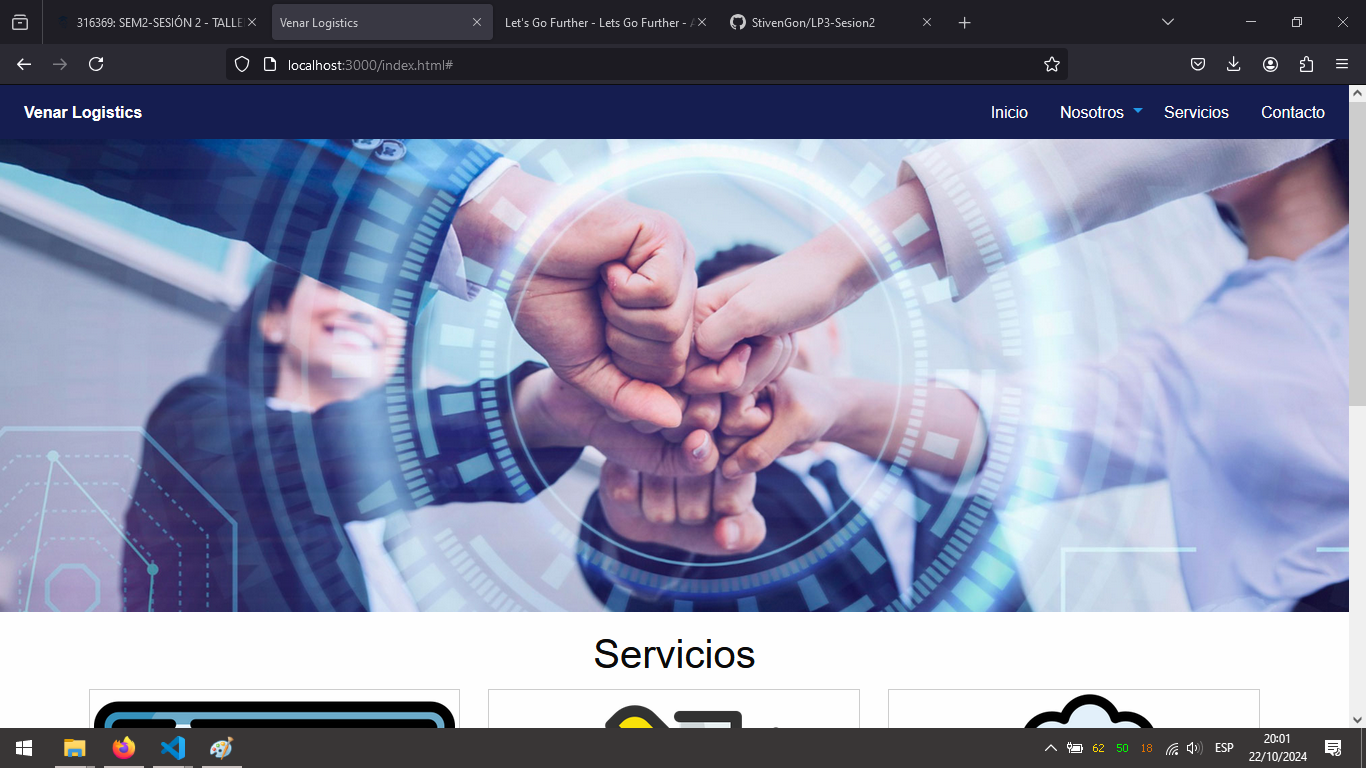 316369: SEM2-SESIÓN 2 - TALLE
Venar Logistics
Let's Go Further - Lets Go Further - A
StivenGon/LP3-Sesion2
localhost:3000/index.html#
Venar Logistics
Inicio
Nosotros
Servicios
Contacto
Servicios
62
50
18
ESP
20:01
22/10/2024